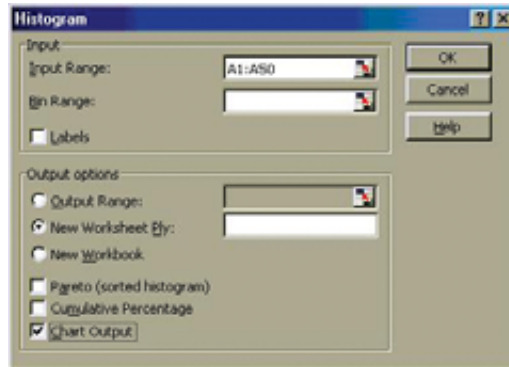 Histogram
Input
Input Range: A1:A50
Bin Range:
Labels
OK
Cancel
Help
Output options
Output Range:
New Worksheet Ply:
New Workbook
Pareto (sorted histogram)
Cumulative Percentage
Chart Output